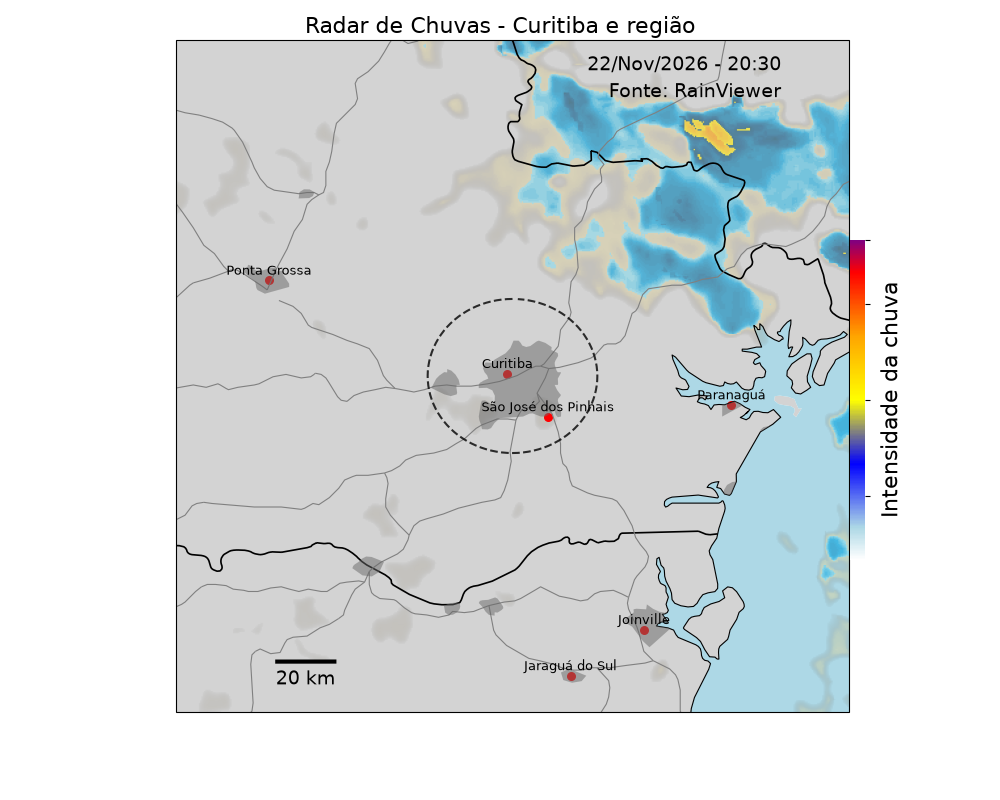 Radar de Chuvas - Curitiba e região
22/Nov/2026 - 20:30
Fonte: RainViewer
Ponta Grossa
Curitiba
São José dos Pinhais
Paranaguá
Intensidade da chuva
Joinville
Jaraguá do Sul
20 km